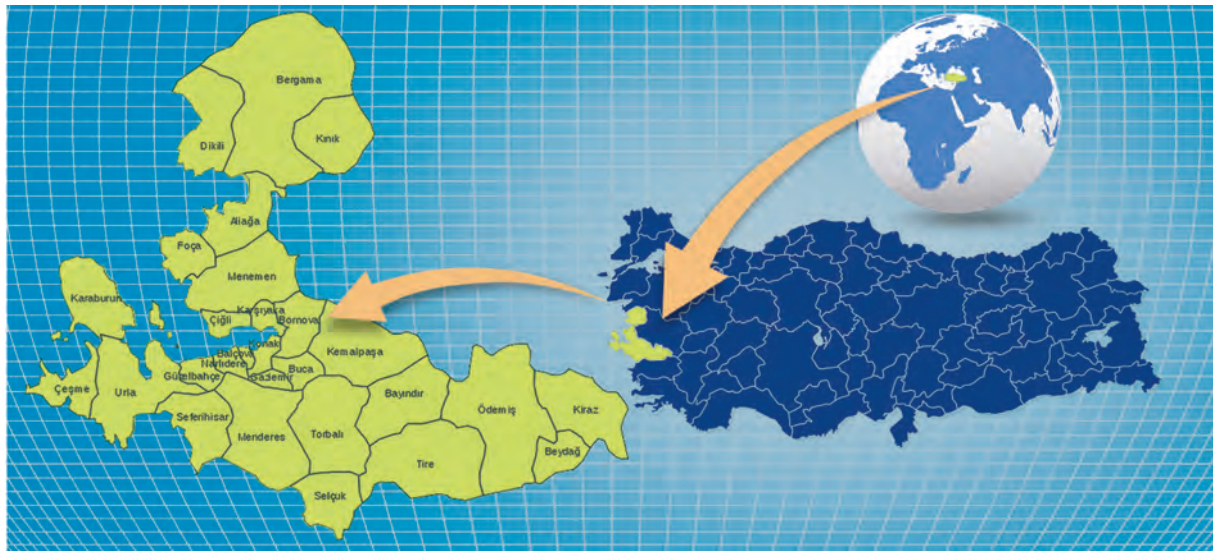 Bergama
Kınık
Dikili
Aliağa
Foça
Menemen
Karaburun
Karşıyaka
Çiğli
Bornova
Konak
Balçova
Narlıdere
Kemalpaşa
Güzelbahçe
Gaziemir
Buca
Çeşme
Urla
Bayındır
Seferihisar
Menderes
Torbalı
Ödemiş
Kiraz
Beydağ
Tire
Selçuk